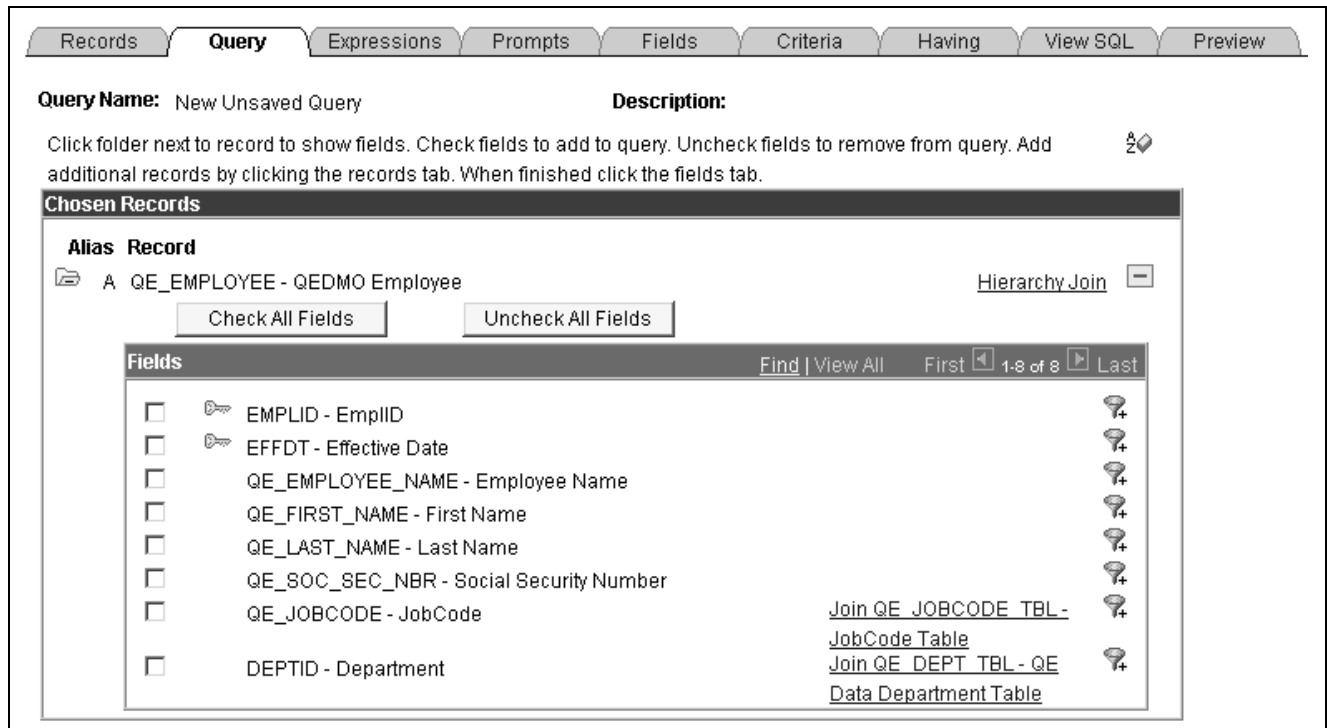 Records Query Expressions Prompts Fields Criteria Having View SQL Preview
Query Name: New Unsaved Query Description:
Click folder next to record to show fields. Check fields to add to query. Uncheck fields to remove from query. Add
additional records by clicking the records tab. When finished click the fields tab.
Chosen Records
Alias Record
A QE_EMPLOYEE - QEDMO Employee Hierarchy Join
Check All Fields Uncheck All Fields
Fields Find | View All First 1-8 of 8 Last
EMPLID - EmplID
EFFDT - Effective Date
QE_EMPLOYEE_NAME - Employee Name
QE_FIRST_NAME - First Name
QE_LAST_NAME - Last Name
QE_SOC_SEC_NBR - Social Security Number
QE_JOBCODE - JobCode Join QE_JOBCODE_TBL -
JobCode Table
DEPTID - Department Join QE_DEPT_TBL - QE
Data Department Table